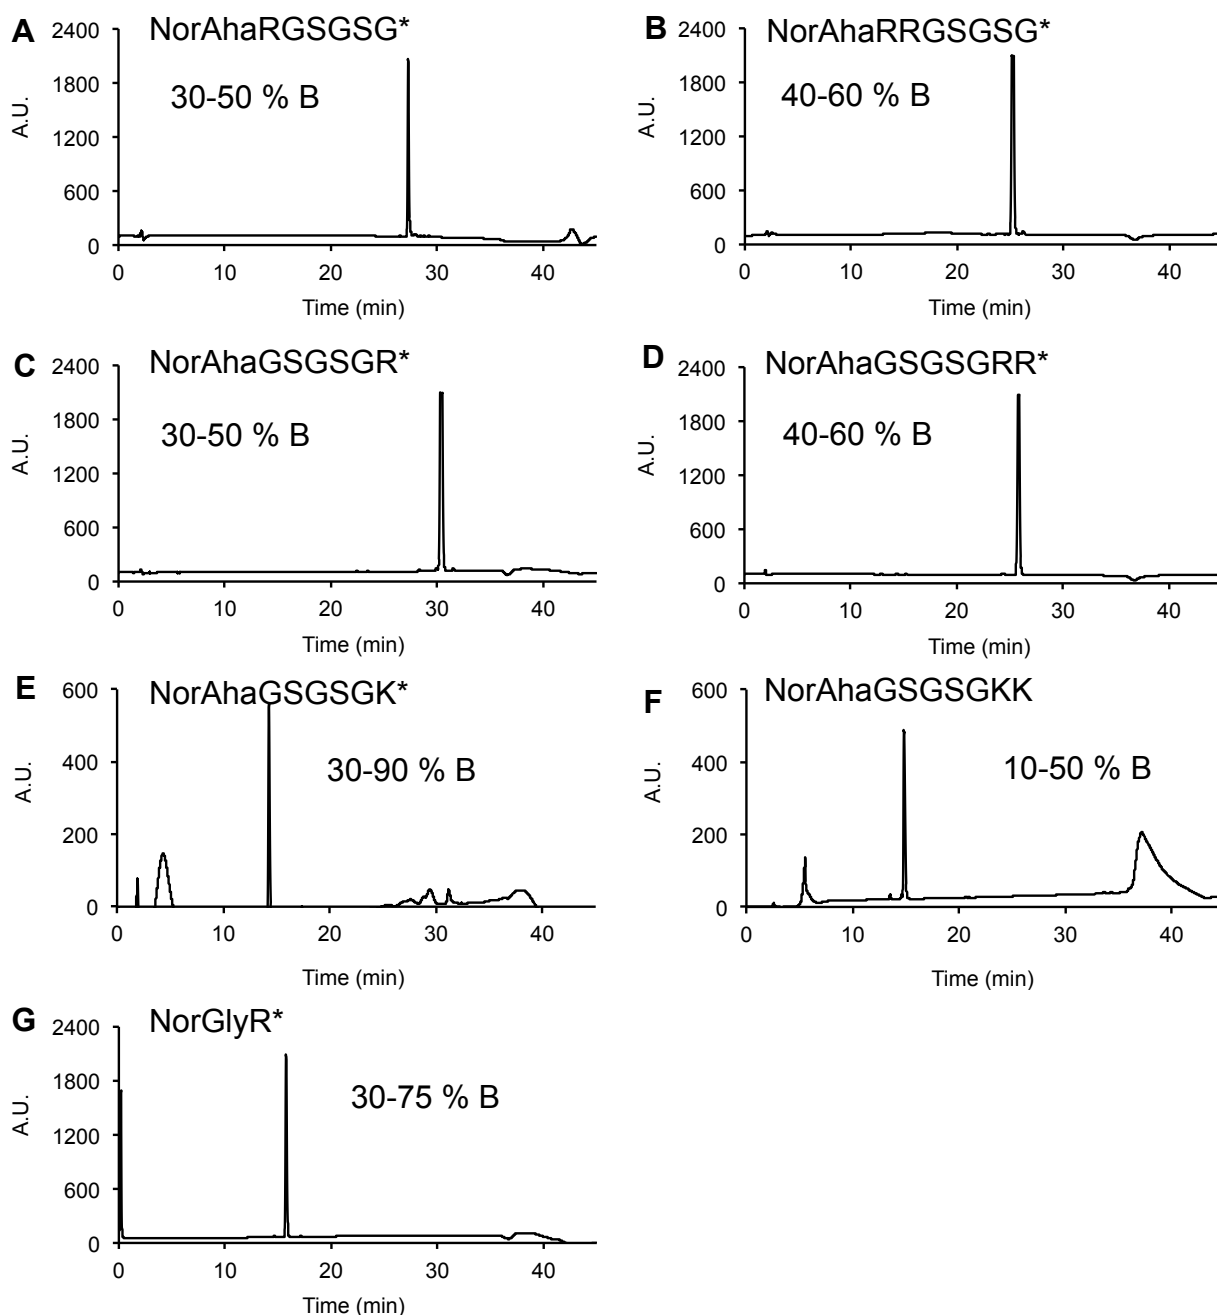 A
NorAhaRGSGSG*
30-50 % B
A.U.
2400
1800
1200
600
0
0 10 20 30 40
Time (min)
B
NorAhaRRGSGSG*
40-60 % B
A.U.
2400
1800
1200
600
0
0 10 20 30 40
Time (min)
C
NorAhaGSGSGR*
30-50 % B
A.U.
2400
1800
1200
600
0
0 10 20 30 40
Time (min)
D
NorAhaGSGSGRR*
40-60 % B
A.U.
2400
1800
1200
600
0
0 10 20 30 40
Time (min)
E
NorAhaGSGSGK*
30-90 % B
A.U.
600
400
200
0
0 10 20 30 40
Time (min)
F
NorAhaGSGSGKK
10-50 % B
A.U.
600
400
200
0
0 10 20 30 40
Time (min)
G
NorGlyR*
30-75 % B
A.U.
2400
1800
1200
600
0
0 10 20 30 40
Time (min)